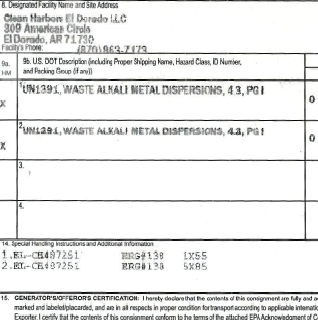 8. Designated Facility Name and Site Address
Clean Harbors El Dorado LLC
309 American Circle
El Dorado, AR 71730
Facility's Phone: (870) 863-7173
9a. HM
9b. U.S. DOT Description (including Proper Shipping Name, Hazard Class, ID Number, and Packing Group (if any))
X
1. UN1391, WASTE ALKALI METAL DISPERSIONS, 4.3, PG I
0
X
2. UN1391, WASTE ALKALI METAL DISPERSIONS, 4.3, PG I
0
3.
4.
14. Special Handling Instructions and Additional Information
1.EL-CH487251 ERG#138 1X55
2.EL-CH487251 ERG#138 5X85
15. GENERATOR'S/OFFEROR'S CERTIFICATION: I hereby declare that the contents of this consignment are fully and
marked and labeled/placarded, and are in all respects in proper condition for transport according to applicable
Exporter, I certify that the contents of this consignment conform to the terms of the attached EPA Acknowledgment of